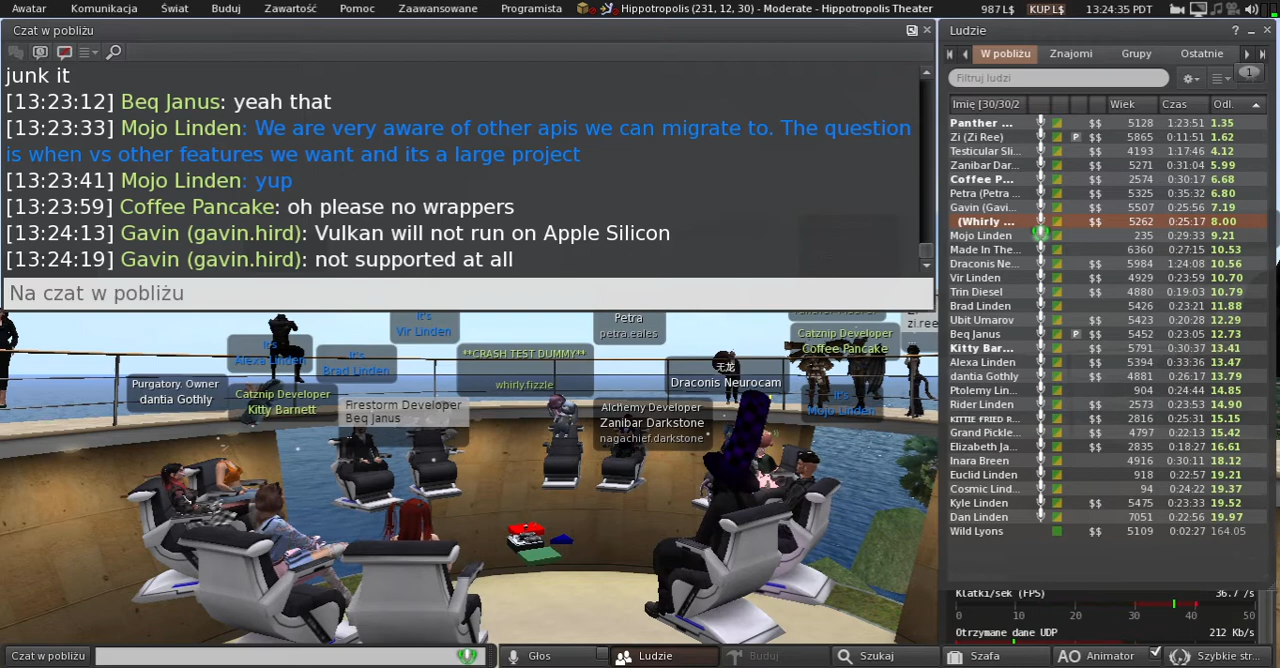 Awatar Komunikacja Świat Buduj Zawartość Pomoc Zaawansowane Programista Hippotropolis (231, 12, 30) - Moderate - Hippotropolis Theater 987 L$ KUP L$ 13:24:35 PDT
Czat w pobliżu
junk it
[13:23:12] Beq Janus: yeah that
[13:23:33] Mojo Linden: We are very aware of other apis we can migrate to. The question
is when vs other features we want and its a large project
[13:23:41] Mojo Linden: yup
[13:23:59] Coffee Pancake: oh please no wrappers
[13:24:13] Gavin (gavin.hird): Vulkan will not run on Apple Silicon
[13:24:19] Gavin (gavin.hird): not supported at all
Na czat w pobliżu
It's
Vir Linden
Petra
petra.eales
zi.ree
It's
Alexa Linden
It's
Brad Linden
**CRASH TEST DUMMY**
whirly.fizzle
无龙
Draconis Neurocam
Catznip Developer
Coffee Pancake
Purgatory. Owner
dantia Gothly
Catznip Developer
Kitty Barnett
Firestorm Developer
Beq Janus
Alchemy Developer
Zanibar Darkstone
nagachief.darkstone
It's
Mojo Linden
Ludzie
W pobliżu Znajomi Grupy Ostatnie
Filtruj ludzi 1
Imię [30/30/2 Wiek Czas Odl.
Panther ... $$ 5128 1:23:51 1.35
Zi (Zi Ree) P $$ 5865 0:11:51 1.62
Testicular Sli... $$ 4193 1:17:46 4.12
Zanibar Dar... $$ 5271 0:31:04 5.99
Coffee P... $$ 2574 0:30:17 6.68
Petra (Petra ... $$ 5325 0:35:32 6.80
Gavin (Gavi... $$ 5507 0:25:56 7.19
(Whirly ... $$ 5262 0:25:17 8.00
Mojo Linden 235 0:29:33 9.21
Made In The... 6360 0:27:15 10.53
Draconis Ne... $$ 5984 1:24:08 10.56
Vir Linden $$ 4929 0:23:59 10.70
Trin Diesel $$ 4880 0:19:03 10.79
Brad Linden 5426 0:23:21 11.88
Ubit Umarov $$ 5423 0:20:28 12.29
Beq Janus P $$ 5452 0:23:05 12.73
Kitty Bar... $$ 5791 0:30:37 13.41
Alexa Linden $$ 5394 0:33:36 13.47
dantia Gothly $$ 4881 0:26:17 13.79
Ptolemy Lin... 904 0:24:44 14.85
Rider Linden $$ 2573 0:23:53 14.90
KITTIE FRIED R... $$ 2816 0:25:31 15.15
Grand Pickle... $$ 4797 0:22:13 15.42
Elizabeth Ja... $$ 2835 0:18:27 16.61
Inara Breen 4916 0:30:11 18.12
Euclid Linden 918 0:22:57 19.21
Cosmic Lind... 94 0:24:22 19.37
Kyle Linden $$ 5475 0:23:33 19.52
Dan Linden 7051 0:22:56 19.97
Wild Lyons $$ 5109 0:02:27 164.05
Klatki/sek (FPS) 36.7 /s
0 10 20 30 40 50
Otrzymane dane UDP 212 Kb/s
Czat w pobliżu Głos Ludzie Buduj Szukaj Szafa AO Animator Szybkie str...